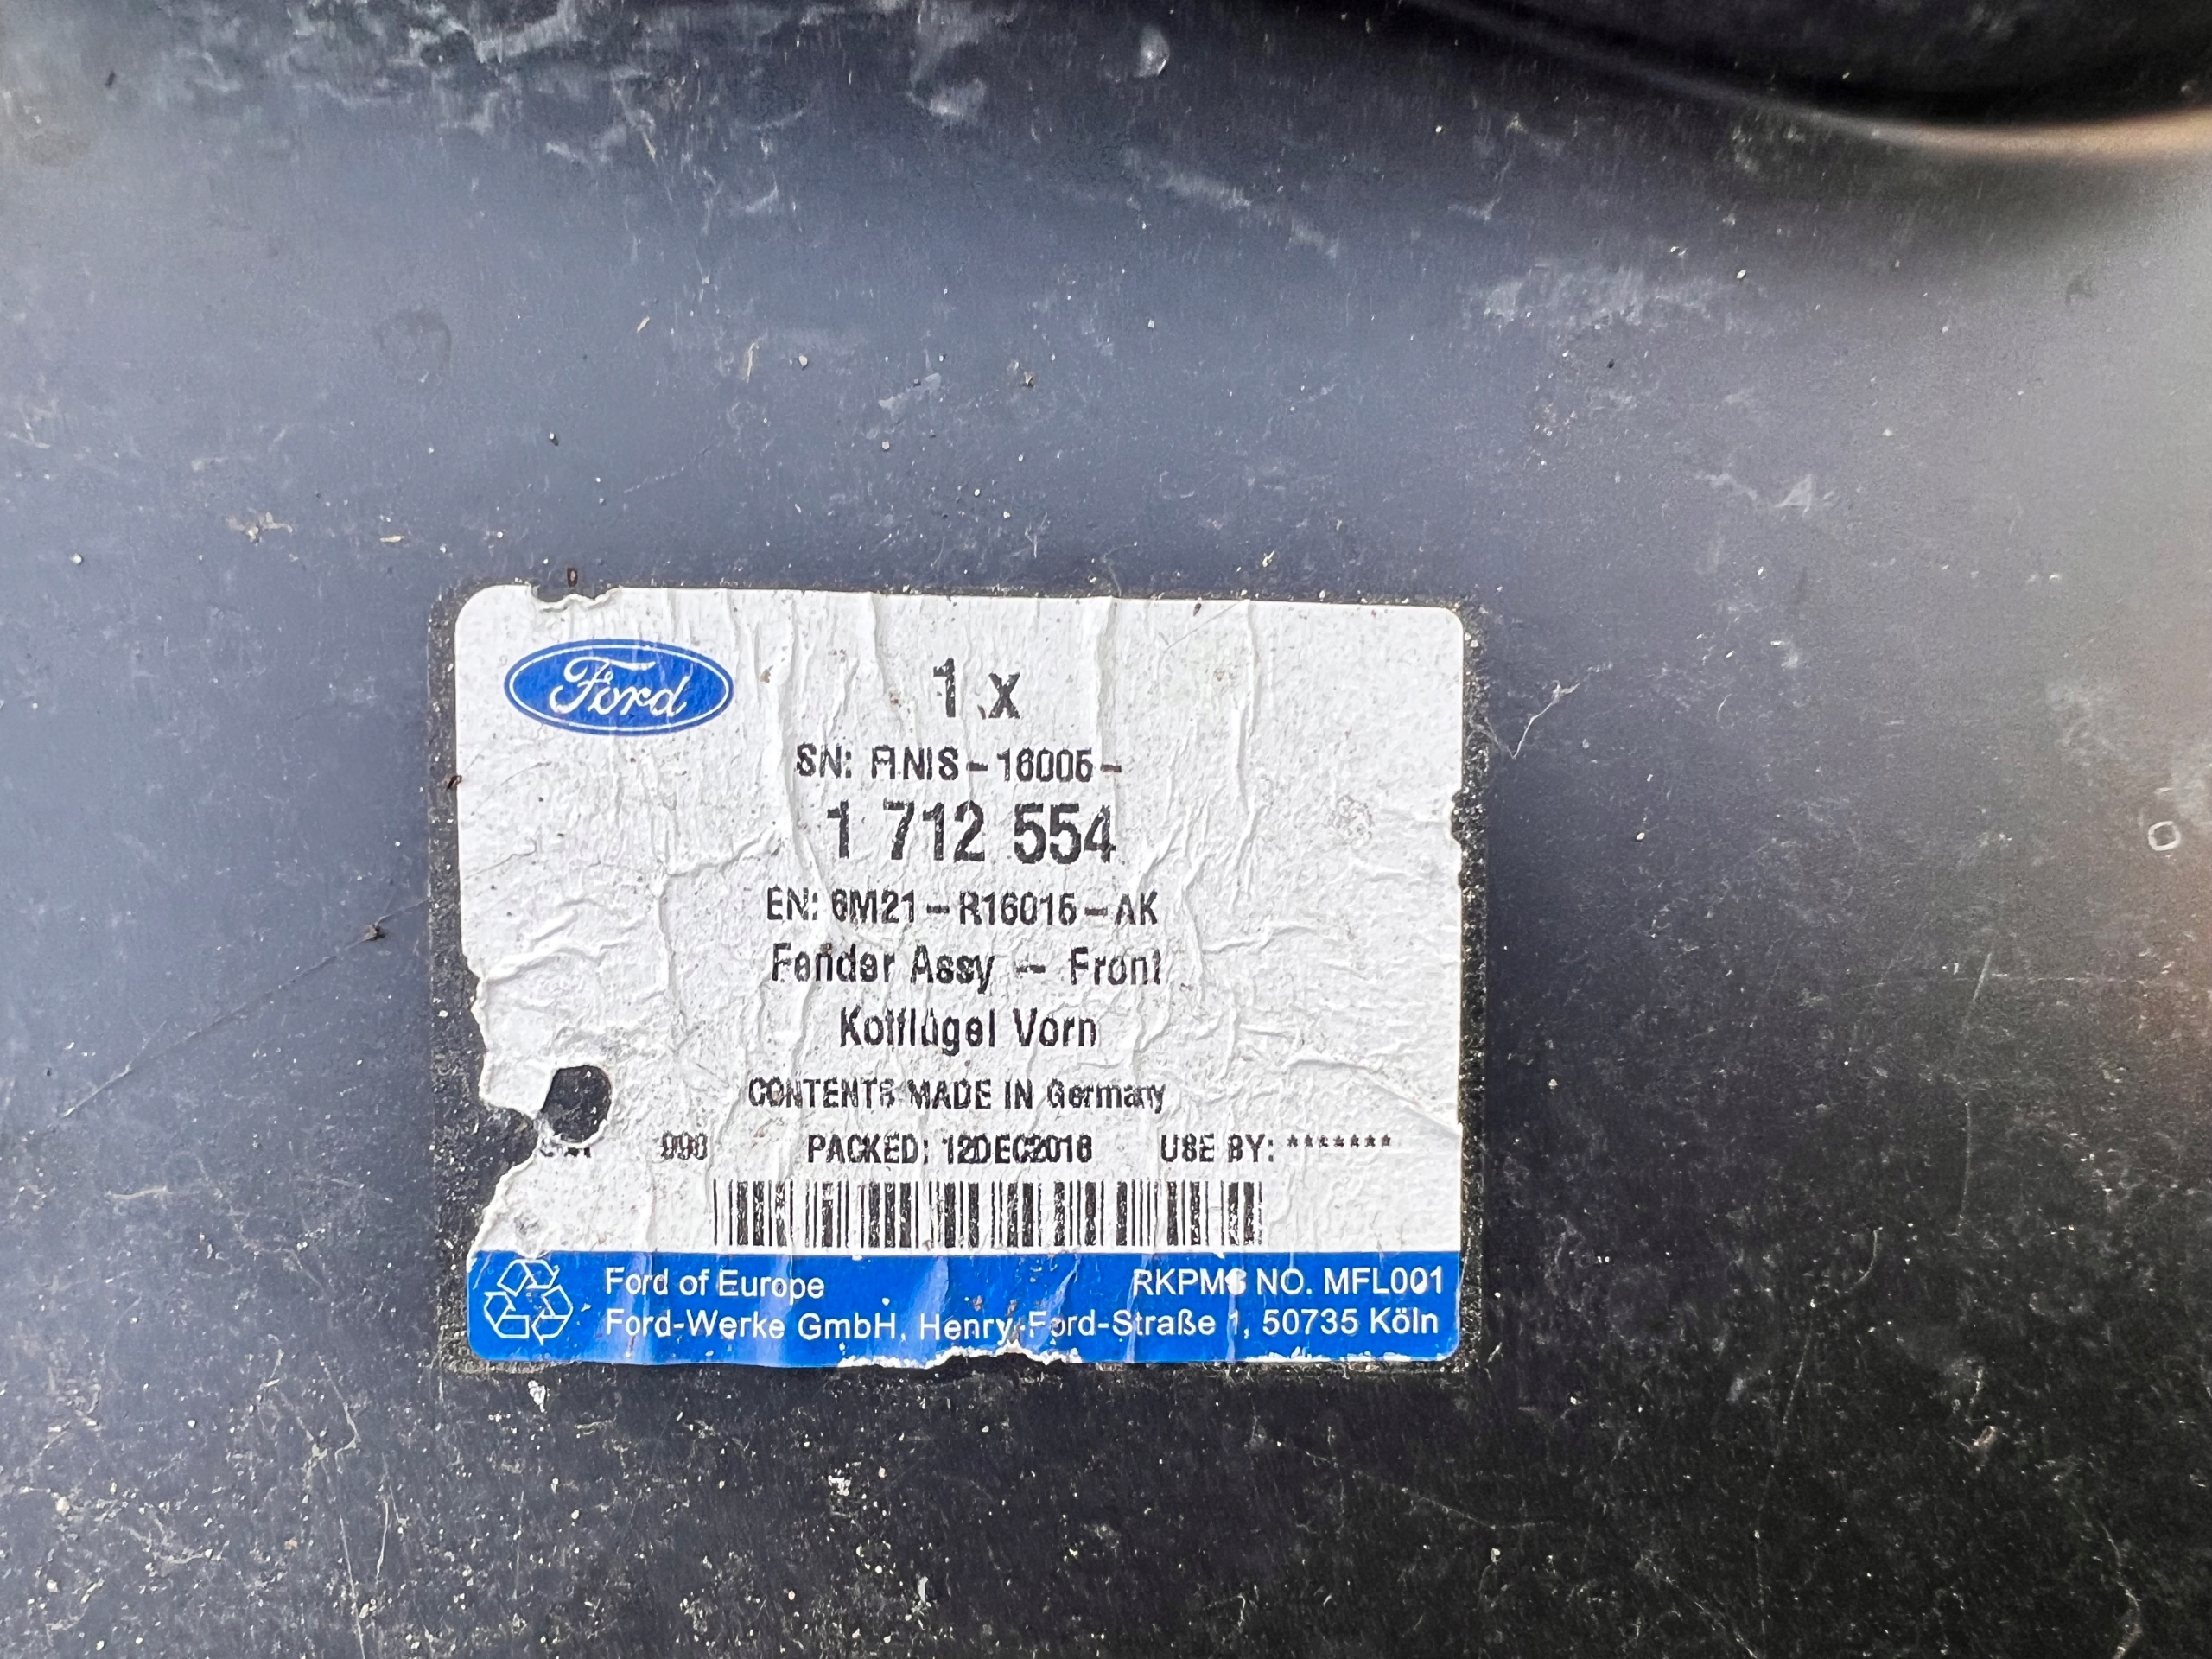 Ford
1 x
SN: FINIS-16005-
1 712 554
EN: 6M21-R16015-AK
Fender Assy - Front
Kotflügel Vorn
CONTENTS MADE IN Germany
PACKED: 12DEC2016 USE BY: *******
Ford of Europe RKPMS NO. MFL001
Ford-Werke GmbH, Henry-Ford-Straße 1, 50735 Köln